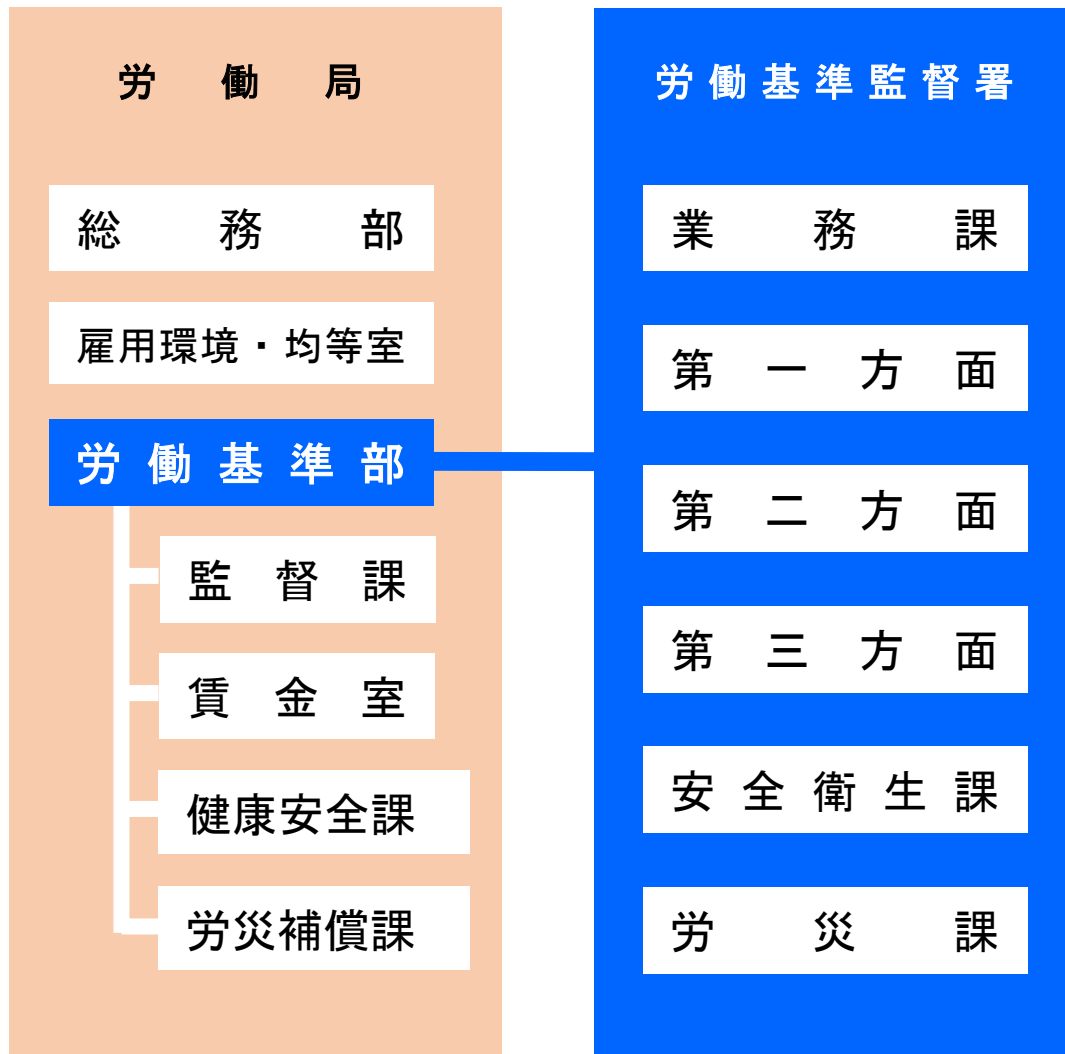 労働局
総務部
雇用環境・均等室
労働基準部
監督課
賃金室
健康安全課
労災補償課
労働基準監督署
業務課
第一方面
第二方面
第三方面
安全衛生課
労災課